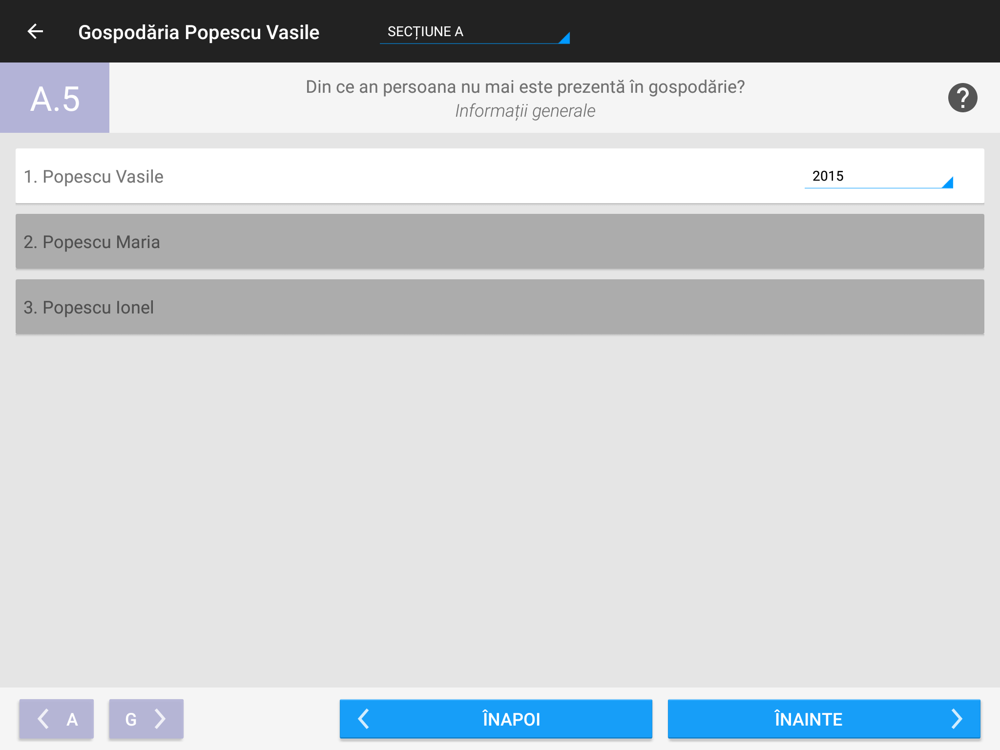 Gospodăria Popescu Vasile
SECȚIUNE A
A.5
Din ce an persoana nu mai este prezentă în gospodărie?
Informații generale
1. Popescu Vasile
2015
2. Popescu Maria
3. Popescu Ionel
A
G
ÎNAPOI
ÎNAINTE